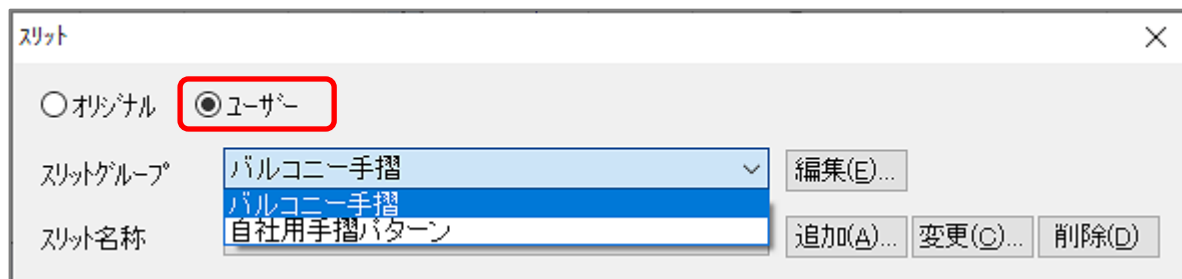 スリット
オリジナル ユーザー
スリットグループ バルコニー手摺 編集(E)...
バルコニー手摺
自社用手摺パターン
スリット名称 追加(A)... 変更(C)... 削除(D)